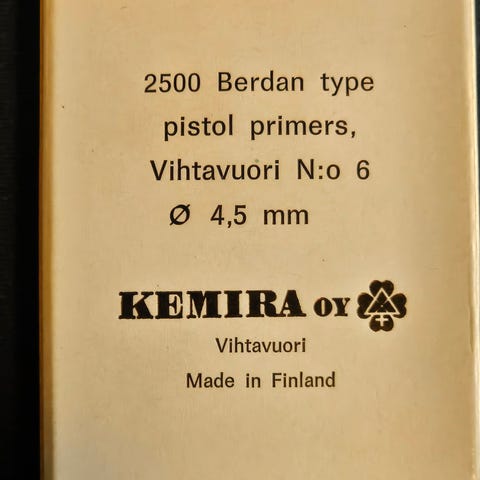 2500 Berdan type
pistol primers,
Vihtavuori N:o 6
Ø 4,5 mm
KEMIRA OY
Vihtavuori
Made in Finland